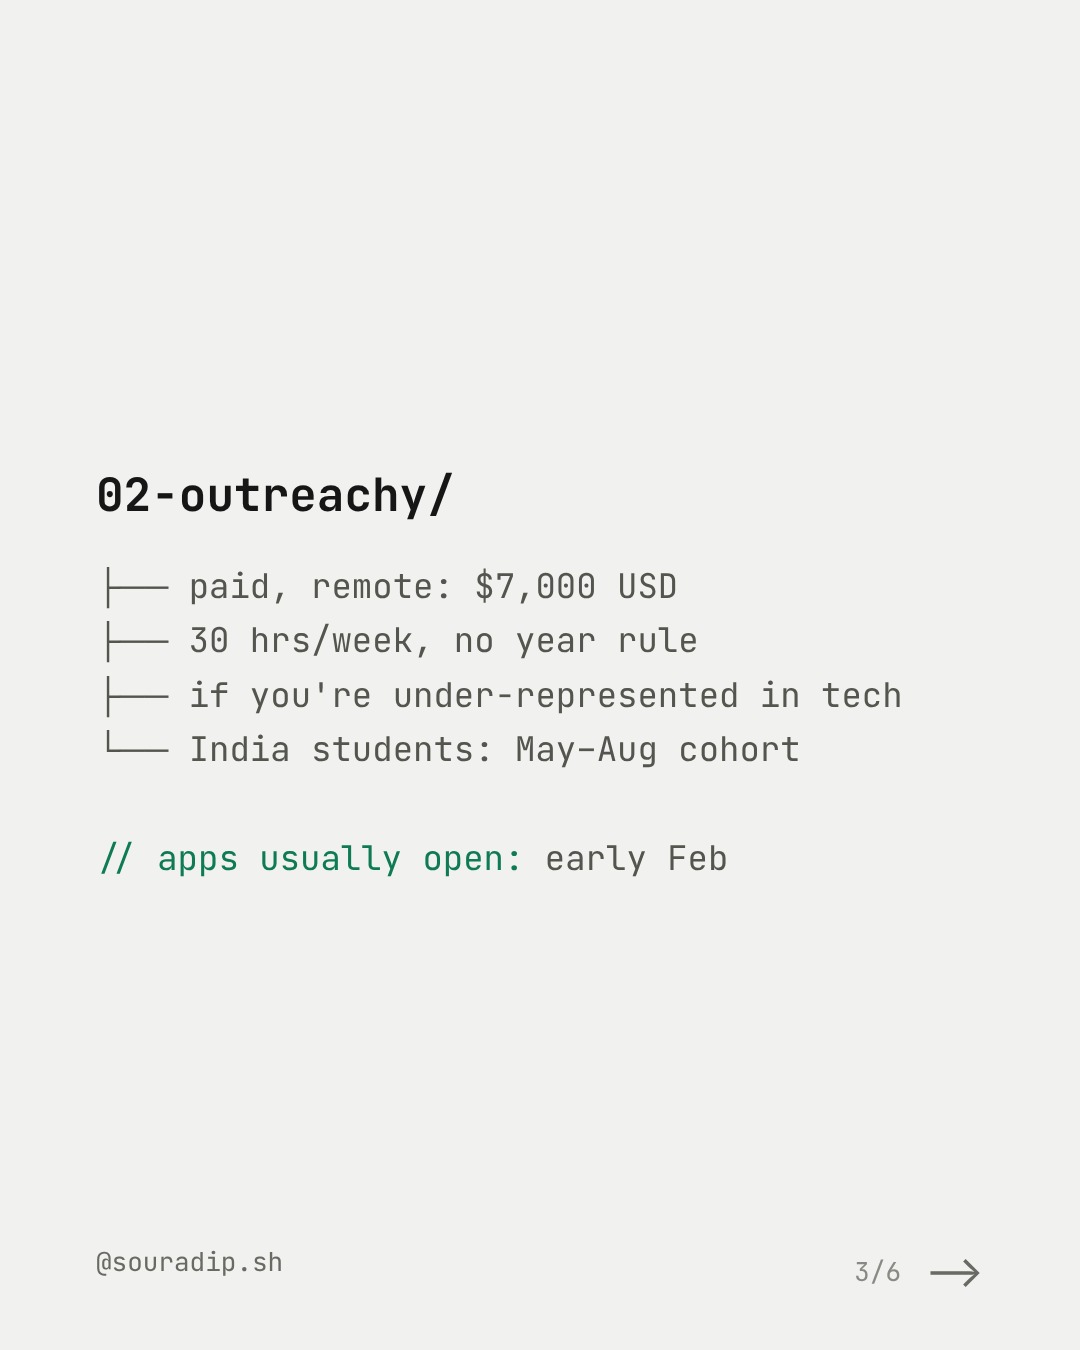 02-outreachy/
├── paid, remote: $7,000 USD
├── 30 hrs/week, no year rule
├── if you're under-represented in tech
└── India students: May–Aug cohort
// apps usually open: early Feb
@souradip.sh
3/6 →